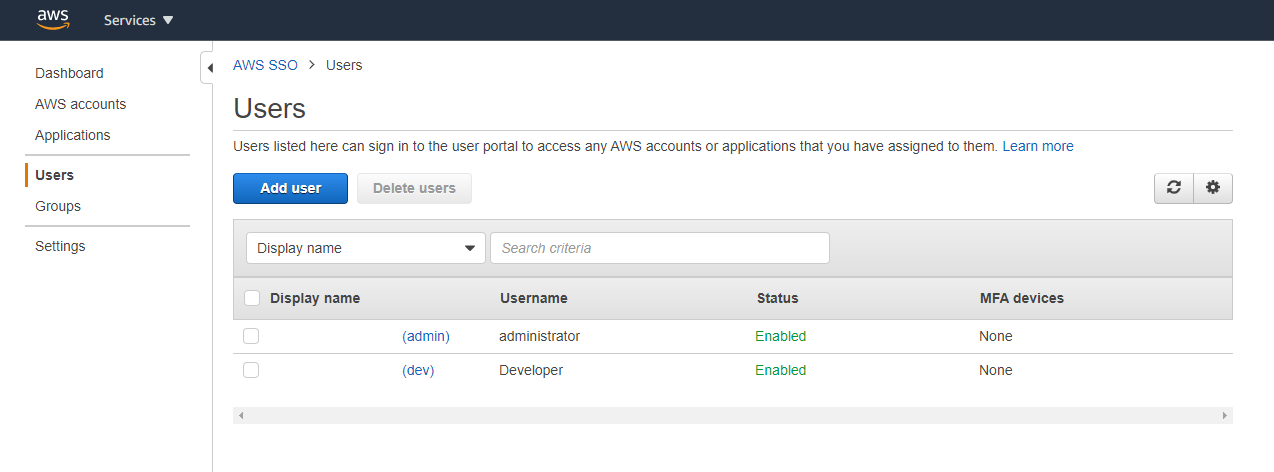 aws Services
Dashboard
AWS accounts
Applications
Users
Groups
Settings
AWS SSO > Users
Users
Users listed here can sign in to the user portal to access any AWS accounts or applications that you have assigned to them. Learn more
Add user Delete users
Display name Search criteria
Display name Username Status MFA devices
(admin) administrator Enabled None
(dev) Developer Enabled None